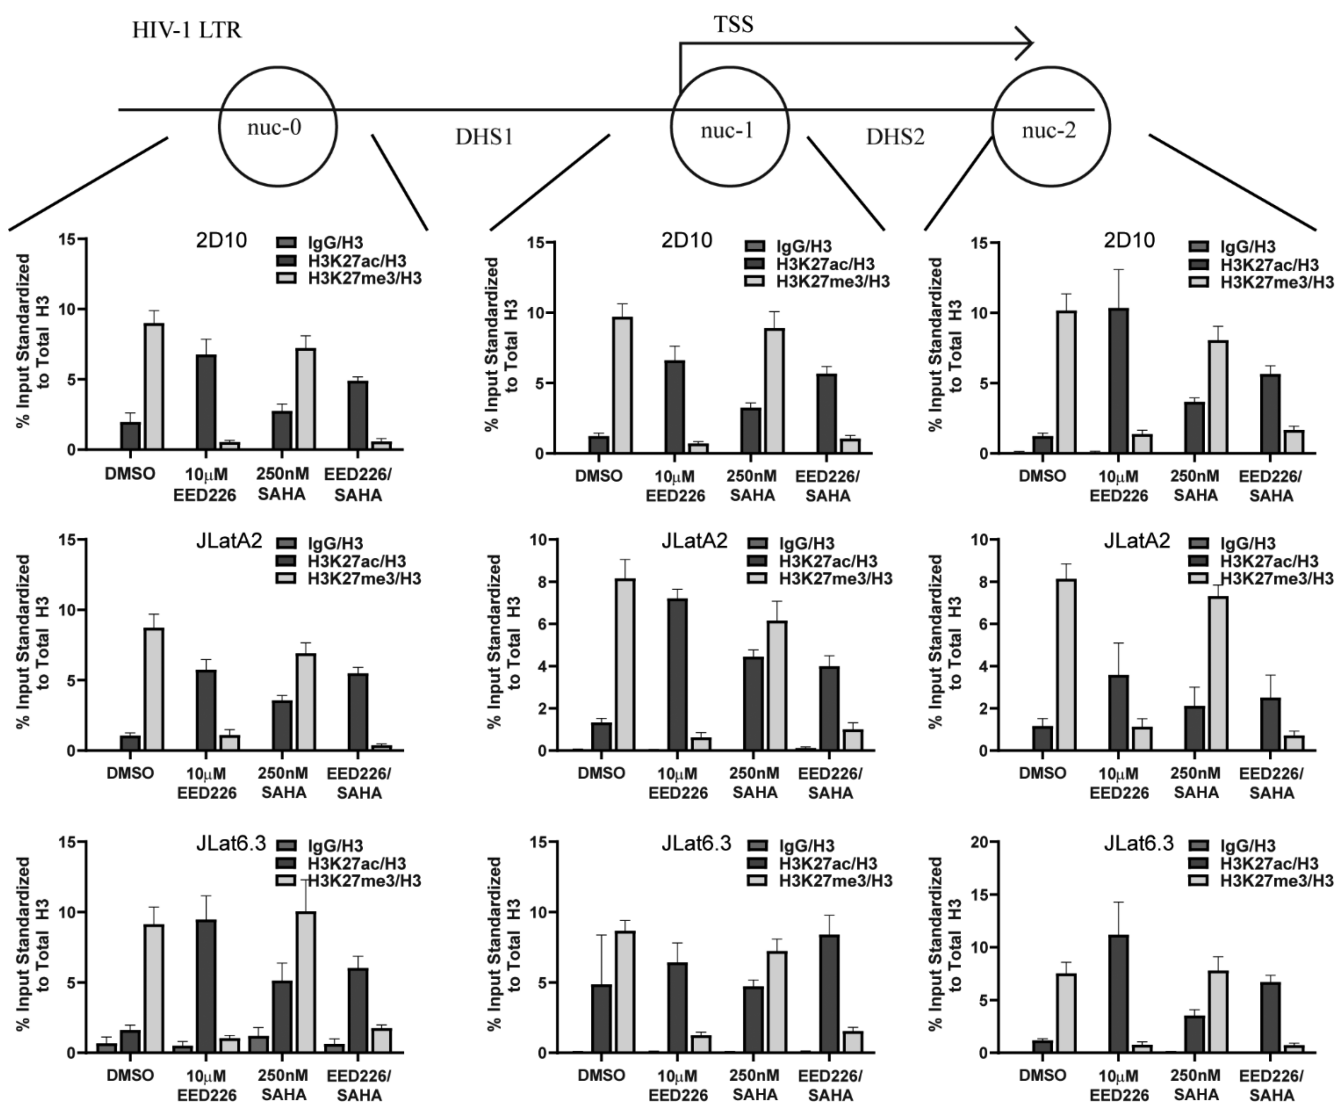 HIV-1 LTR
TSS
nuc-0
DHS1
nuc-1
DHS2
nuc-2
2D10
IgG/H3
H3K27ac/H3
H3K27me3/H3
% Input Standardized
to Total H3
15
10
5
0
DMSO
10μM
EED226
250nM
SAHA
EED226/
SAHA
2D10
IgG/H3
H3K27ac/H3
H3K27me3/H3
% Input Standardized
to Total H3
15
10
5
0
DMSO
10μM
EED226
250nM
SAHA
EED226/
SAHA
2D10
IgG/H3
H3K27ac/H3
H3K27me3/H3
% Input Standardized
to Total H3
15
10
5
0
DMSO
10μM
EED226
250nM
SAHA
EED226/
SAHA
JLatA2
IgG/H3
H3K27ac/H3
H3K27me3/H3
% Input Standardized
to Total H3
15
10
5
0
DMSO
10μM
EED226
250nM
SAHA
EED226/
SAHA
JLatA2
IgG/H3
H3K27ac/H3
H3K27me3/H3
% Input Standardized
to Total H3
10
8
6
4
2
0
DMSO
10μM
EED226
250nM
SAHA
EED226/
SAHA
JLatA2
IgG/H3
H3K27ac/H3
H3K27me3/H3
% Input Standardized
to Total H3
10
8
6
4
2
0
DMSO
10μM
EED226
250nM
SAHA
EED226/
SAHA
JLat6.3
IgG/H3
H3K27ac/H3
H3K27me3/H3
% Input Standardized
to Total H3
15
10
5
0
DMSO
10μM
EED226
250nM
SAHA
EED226/
SAHA
JLat6.3
IgG/H3
H3K27ac/H3
H3K27me3/H3
% Input Standardized
to Total H3
15
10
5
0
DMSO
10μM
EED226
250nM
SAHA
EED226/
SAHA
JLat6.3
IgG/H3
H3K27ac/H3
H3K27me3/H3
% Input Standardized
to Total H3
20
15
10
5
0
DMSO
10μM
EED226
250nM
SAHA
EED226/
SAHA